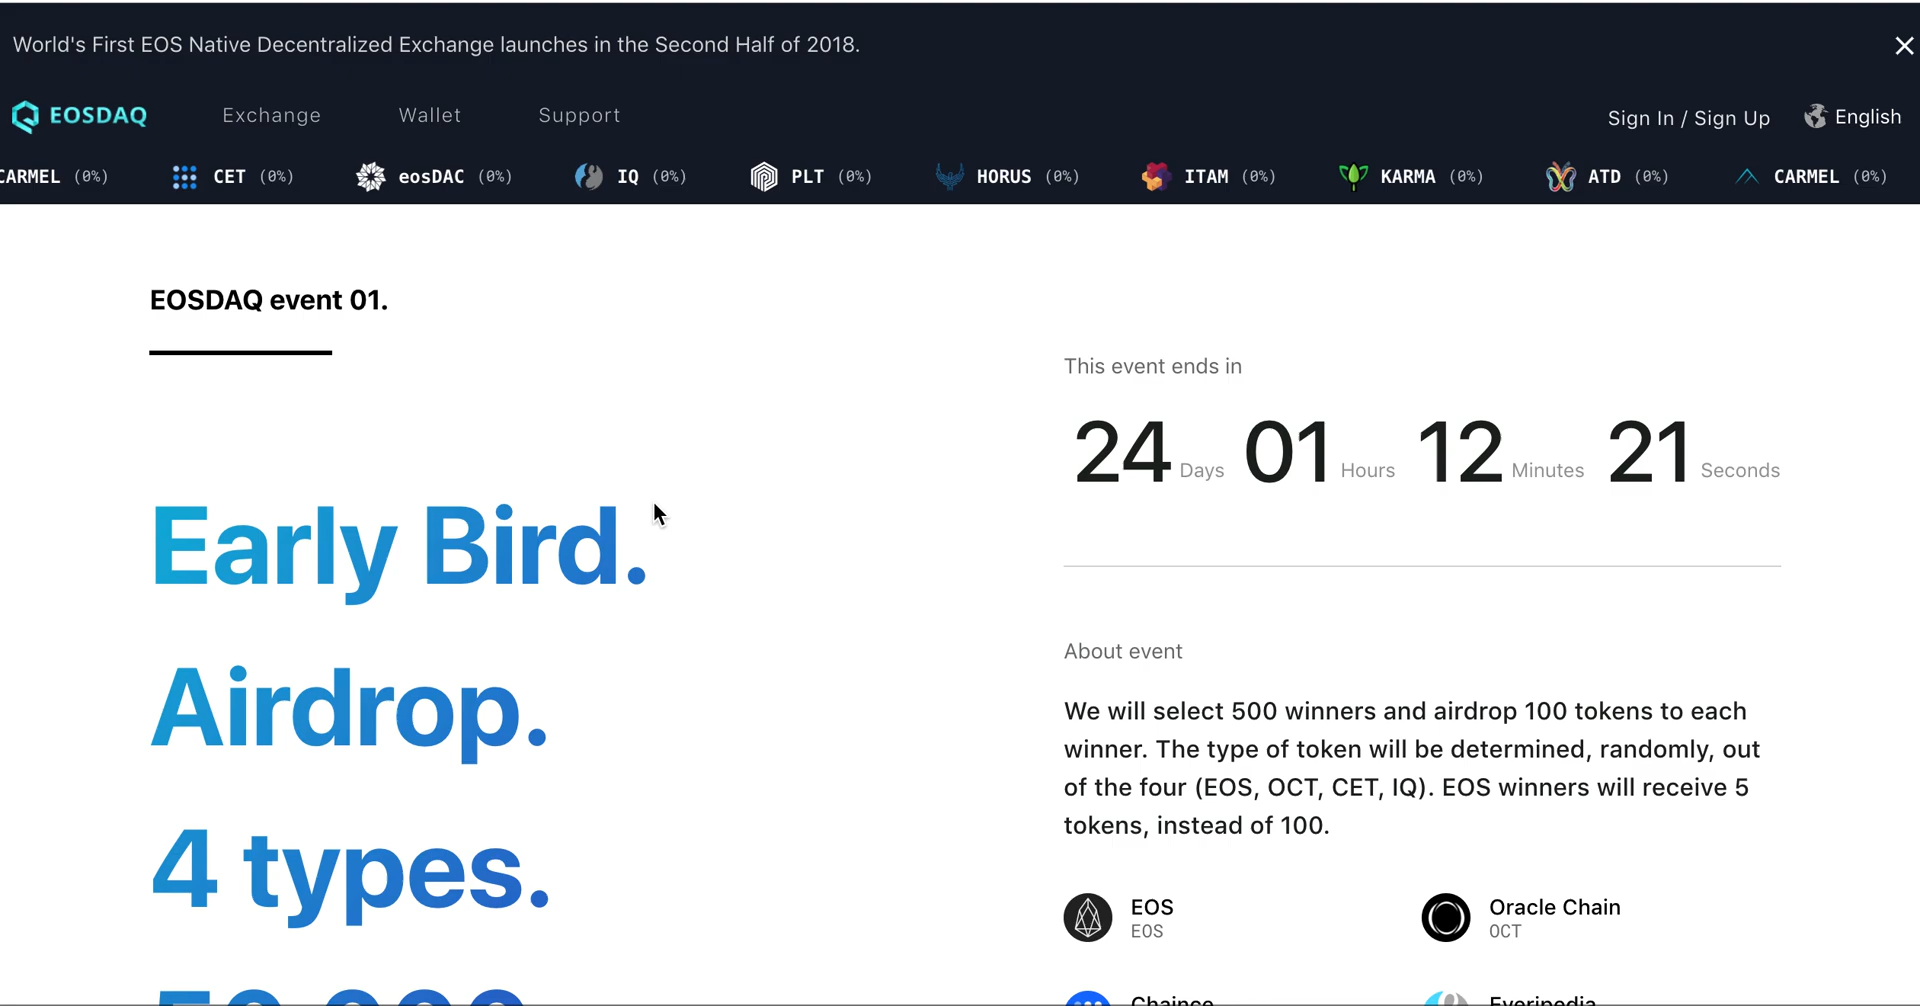 World's First EOS Native Decentralized Exchange launches in the Second Half of 2018.
EOSDAQ Exchange Wallet Support Sign In / Sign Up English
CARMEL (0%) CET (0%) eosDAC (0%) IQ (0%) PLT (0%) HORUS (0%) ITAM (0%) KARMA (0%) ATD (0%) CARMEL (0%)
EOSDAQ event 01.
Early Bird.
Airdrop.
4 types.
50,000
This event ends in
24 Days 01 Hours 12 Minutes 21 Seconds
About event
We will select 500 winners and airdrop 100 tokens to each
winner. The type of token will be determined, randomly, out
of the four (EOS, OCT, CET, IQ). EOS winners will receive 5
tokens, instead of 100.
EOS
EOS
Oracle Chain
OCT
Chaince
Everipedia